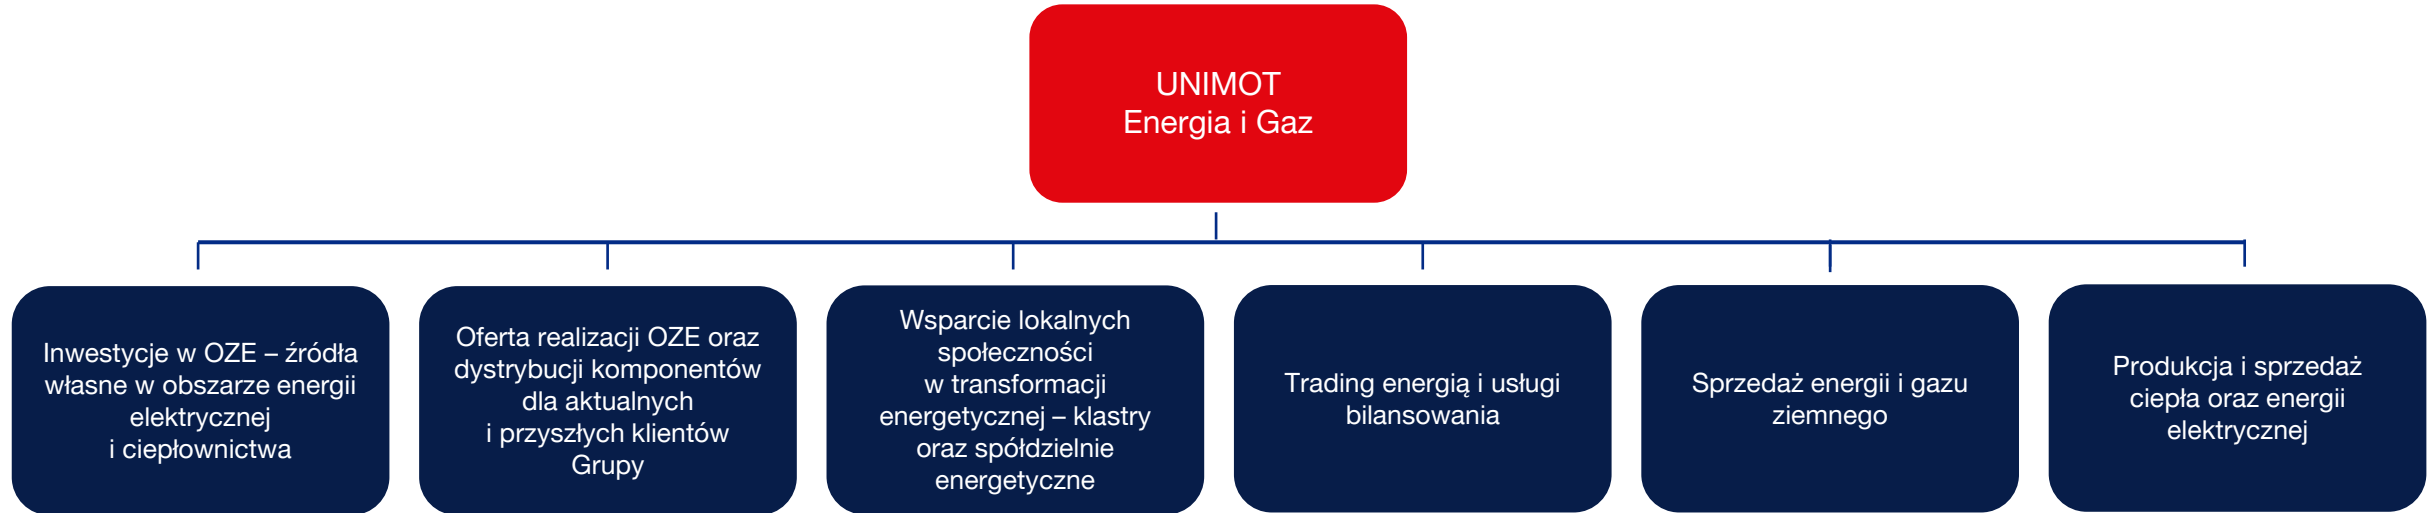 UNIMOT
Energia i Gaz
Inwestycje w OZE – źródła
własne w obszarze energii
elektrycznej
i ciepłownictwa
Oferta realizacji OZE oraz
dystrybucji komponentów
dla aktualnych
i przyszłych klientów
Grupy
Wsparcie lokalnych
społeczności
w transformacji
energetycznej – klastry
oraz spółdzielnie
energetyczne
Trading energią i usługi
bilansowania
Sprzedaż energii i gazu
ziemnego
Produkcja i sprzedaż
ciepła oraz energii
elektrycznej